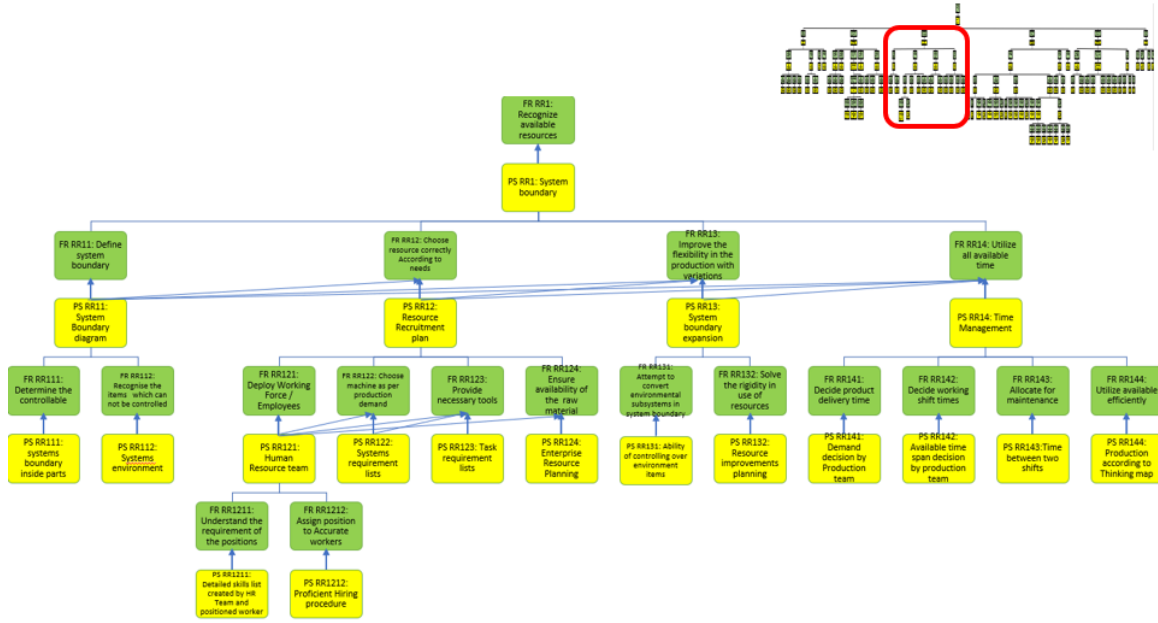 FR RR1:
Recognize
available
resources
PS RR1: System
boundary
FR RR11: Define
system
boundary
FR RR12: Choose
resource correctly
According to
needs
FR RR13:
Improve the
flexibility in the
production with
variations
FR RR14: Utilize
all available
time
PS RR11:
System
Boundary
diagram
PS RR12:
Resource
Recruitment
plan
PS RR13:
System
boundary
expansion
PS RR14: Time
Management
FR RR111:
Determine the
controllable
FR RR112:
Recognise the
items which can
not be controlled
FR RR121:
Deploy Working
Force /
Employees
FR RR122: Choose
machine as per
production
demand
FR RR123:
Provide
necessary tools
FR RR124:
Ensure
availability of
the raw
material
FR RR131:
Attempt to
convert
environmental
subsystems in
system boundary
FR RR132: Solve
the rigidity in
use of
resources
FR RR141:
Decide product
delivery time
FR RR142:
Decide working
shift times
FR RR143:
Allocate for
maintenance
FR RR144:
Utilize available
efficiently
PS RR111:
systems
boundary
inside parts
PS RR112:
Systems
environment
PS RR121:
Human
Resource team
PS RR122:
Systems
requirement
lists
PS RR123: Task
requirement
lists
PS RR124:
Enterprise
Resource
Planning
PS RR131: Ability
of controlling over
environment
items
PS RR132:
Resource
improvements
planning
PS RR141:
Demand
decision by
Production
team
PS RR142:
Available time
span decision
by production
team
PS RR143:Time
between two
shifts
PS RR144:
Production
according to
Thinking map
FR RR1211:
Understand the
requirement of
the positions
FR RR1212:
Assign position
to Accurate
workers
PS RR1211:
Detailed skills list
created by HR
Team and
positioned worker
PS RR1212:
Proficient Hiring
procedure